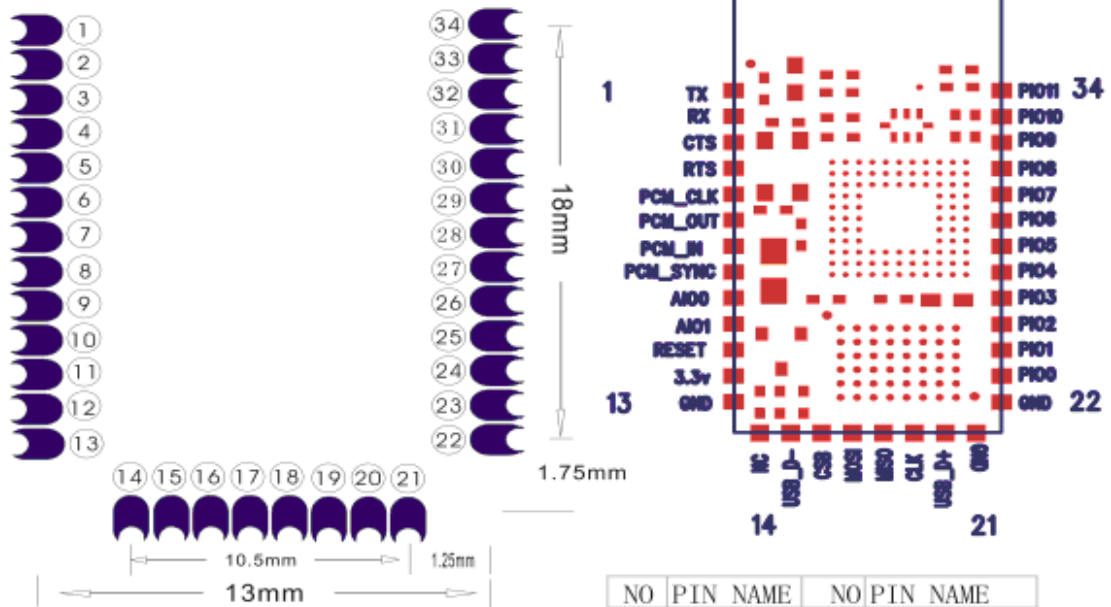 1
2
3
4
5
6
7
8
9
10
11
12
13
14 15 16 17 18 19 20 21
34
33
32
31
30
29
28
27
26
25
24
23
22
18mm
1.75mm
10.5mm
1.25mm
13mm
1
13
TX
RX
CTS
RTS
PCM_CLK
PCM_OUT
PCM_IN
PCM_SYNC
AIO0
AIO1
RESET
3.3v
GND
NC
USB_D-
CSB
MOSI
MISO
CLK
USB_D+
GND
14
21
PIO11
PIO10
PIO9
PIO8
PIO7
PIO6
PIO5
PIO4
PIO3
PIO2
PIO1
PIO0
GND
34
22
NO PIN NAME NO PIN NAME